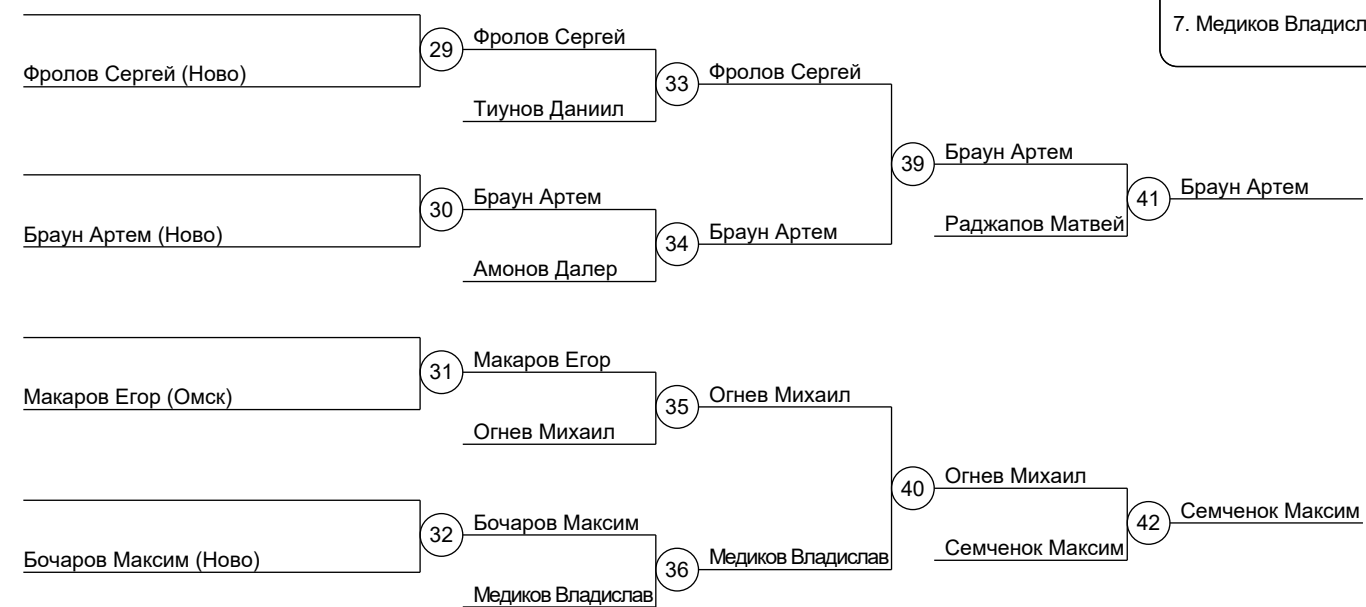 7. Медиков Владисл
29
Фролов Сергей
Фролов Сергей (Ново)
33
Фролов Сергей
Тиунов Даниил
39
Браун Артем
30
Браун Артем
41
Браун Артем
Браун Артем (Ново)
34
Браун Артем
Раджапов Матвей
Амонов Далер
31
Макаров Егор
Макаров Егор (Омск)
35
Огнев Михаил
Огнев Михаил
40
Огнев Михаил
32
Бочаров Максим
42
Семченок Максим
Бочаров Максим (Ново)
36
Медиков Владислав
Семченок Максим
Медиков Владислав